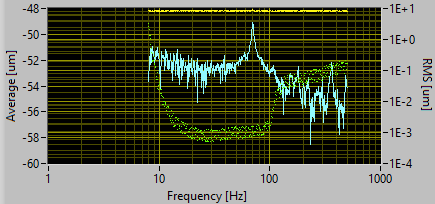 -48
-50
-52
-54
-56
-58
-60
Average [um]
1E+1
1E+0
1E-1
1E-2
1E-3
1E-4
RMS [um]
1
10
100
1000
Frequency [Hz]